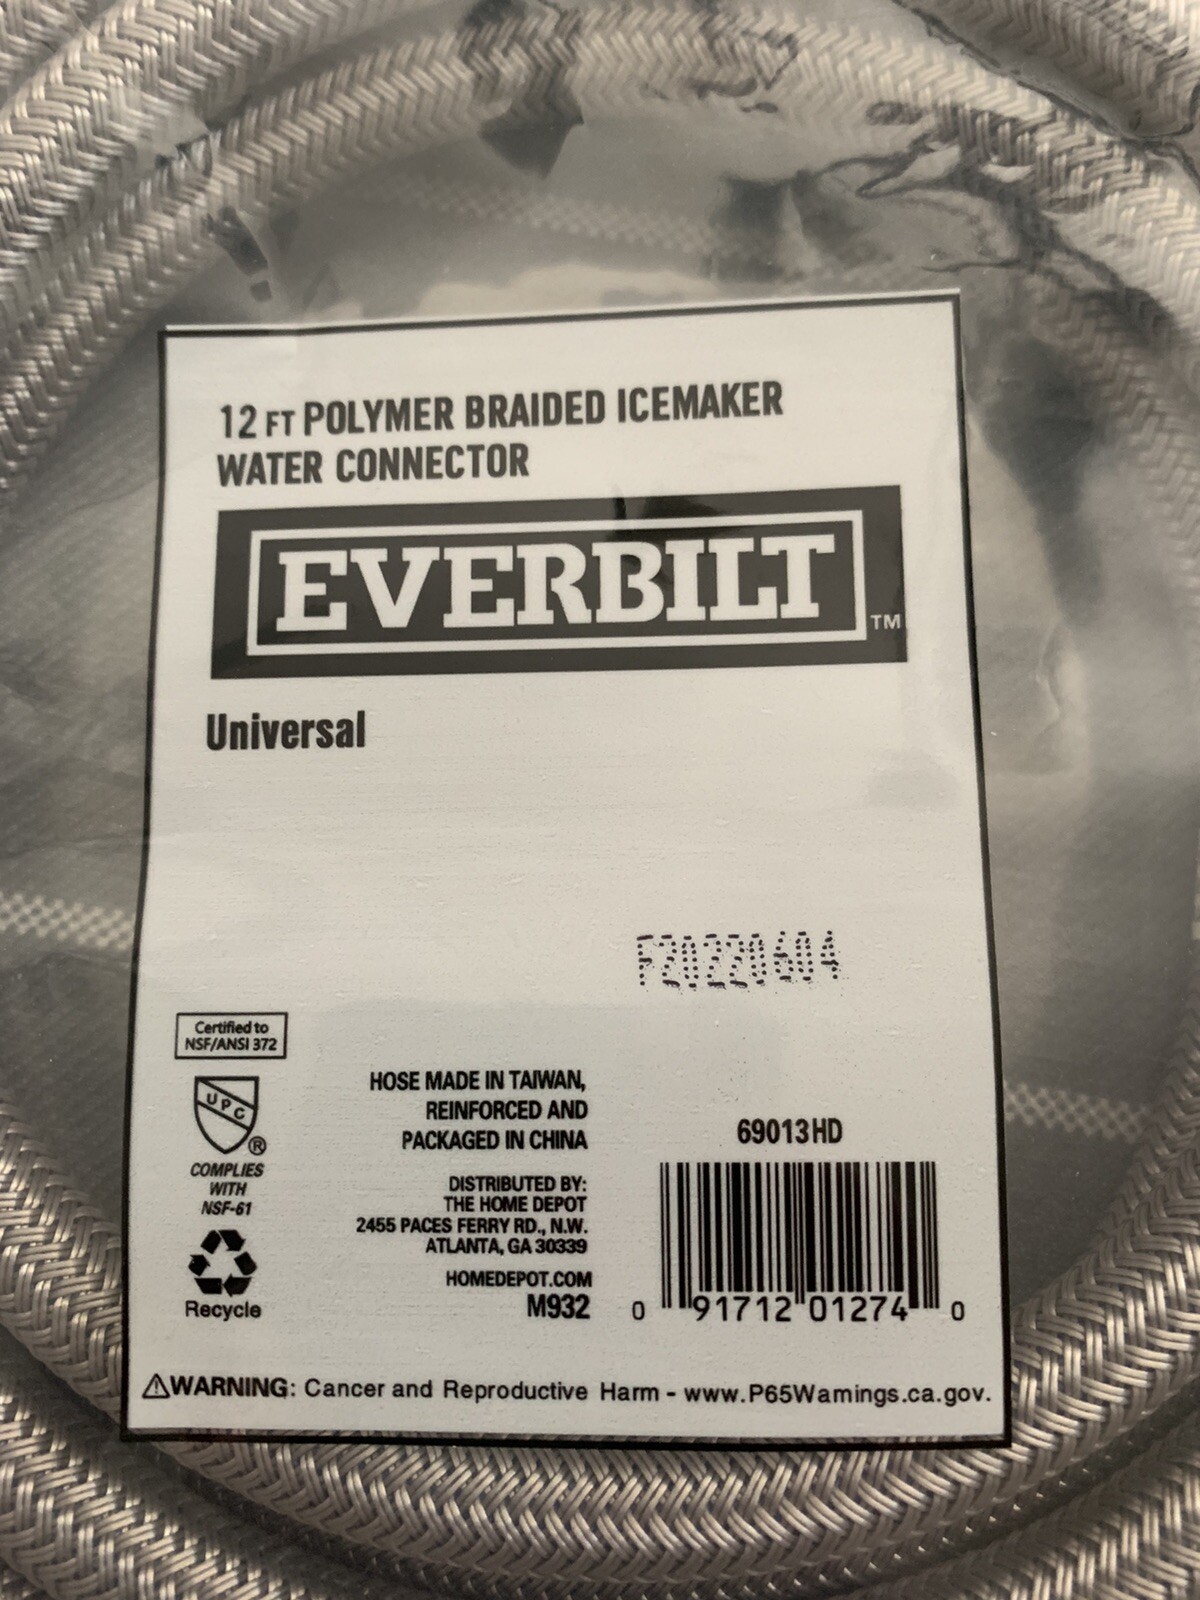 12 FT POLYMER BRAIDED ICEMAKER
WATER CONNECTOR
EVERBILT™
Universal
F20220604
Certified to
NSF/ANSI 372
UPC®
COMPLIES
WITH
NSF-61
Recycle
HOSE MADE IN TAIWAN,
REINFORCED AND
PACKAGED IN CHINA
DISTRIBUTED BY:
THE HOME DEPOT
2455 PACES FERRY RD., N.W.
ATLANTA, GA 30339
HOMEDEPOT.COM
M932
69013HD
0 91712 01274 0
⚠WARNING: Cancer and Reproductive Harm - www.P65Warnings.ca.gov.